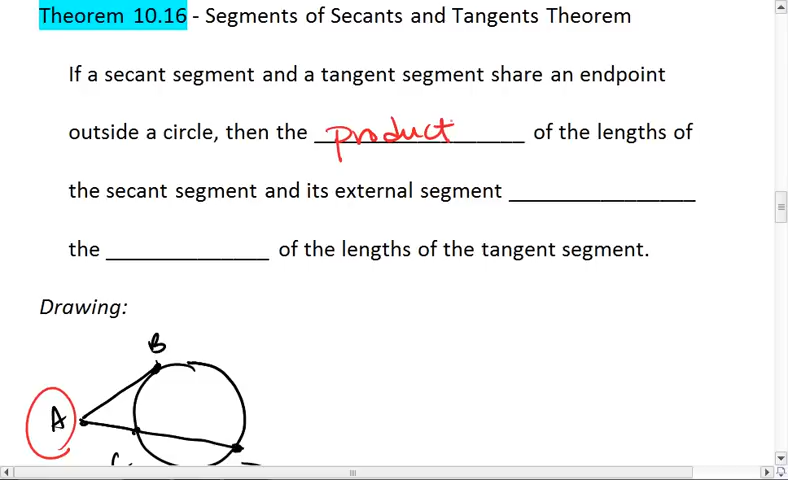 Theorem 10.16 - Segments of Secants and Tangents Theorem
If a secant segment and a tangent segment share an endpoint
outside a circle, then the product of the lengths of
the secant segment and its external segment ____________
the ____________ of the lengths of the tangent segment.
Drawing:
B
A